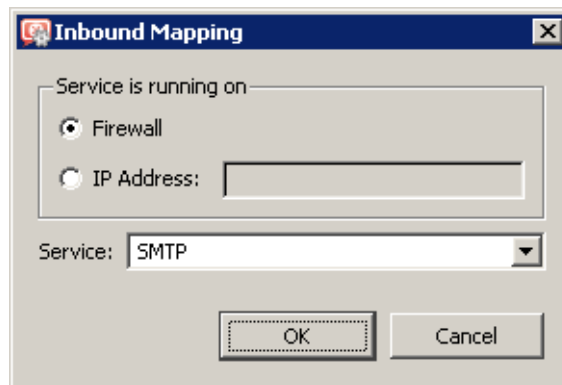 Inbound Mapping
Service is running on
Firewall
IP Address:
Service: SMTP
OK Cancel